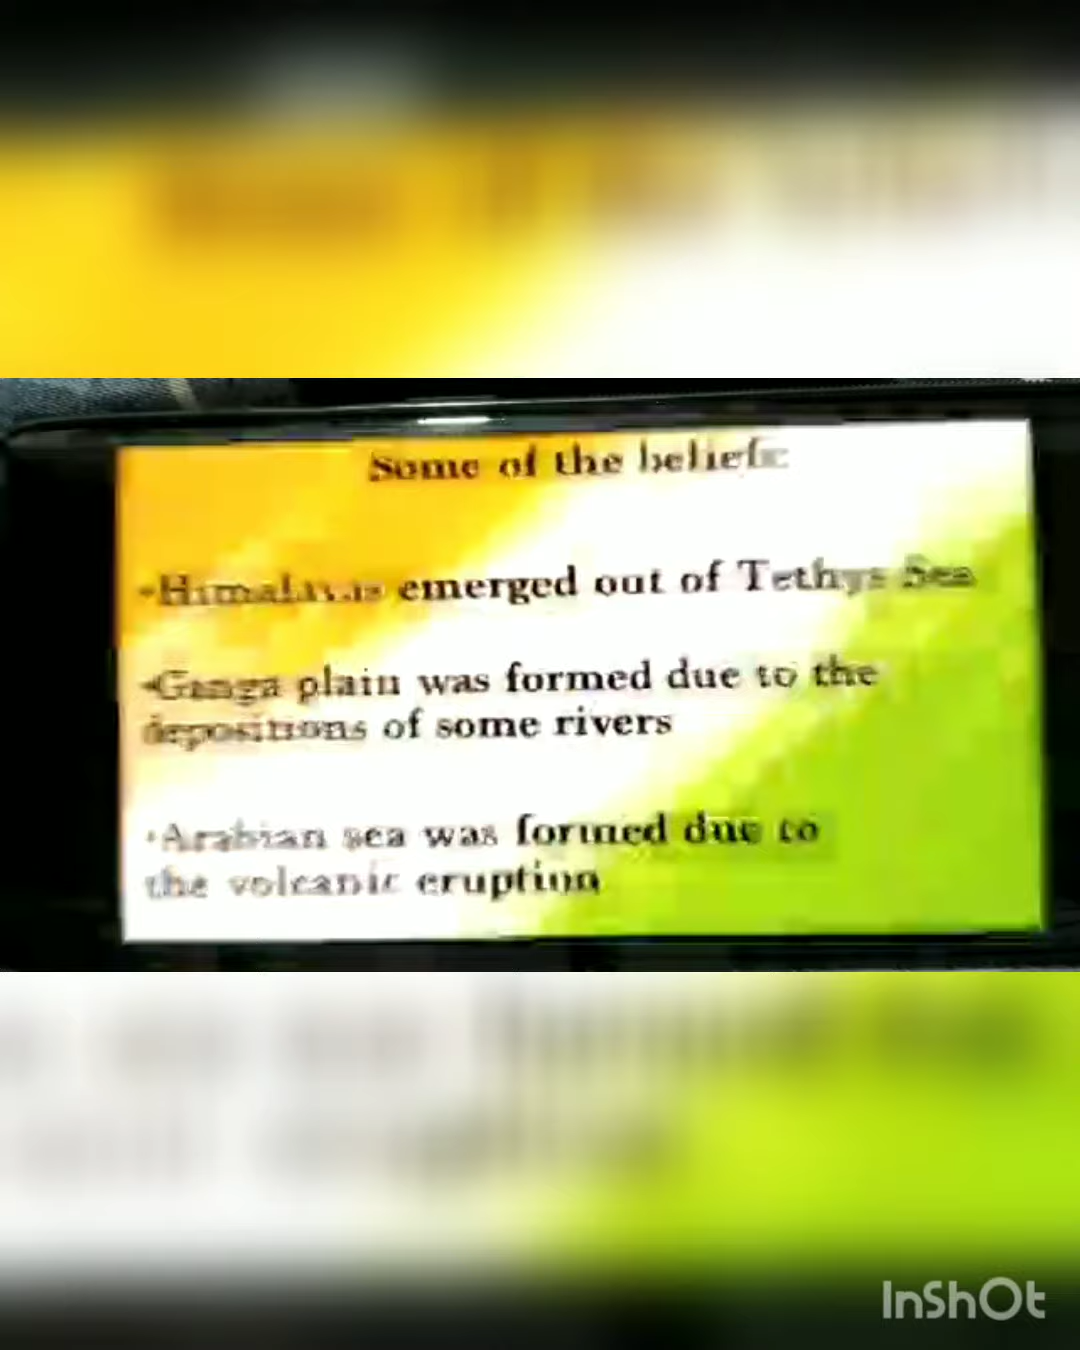 Some of the beliefs:
•Himalayas emerged out of Tethys Sea
•Ganga plain was formed due to the
depositions of some rivers
•Arabian sea was formed due to
the volcanic eruption
InShOt